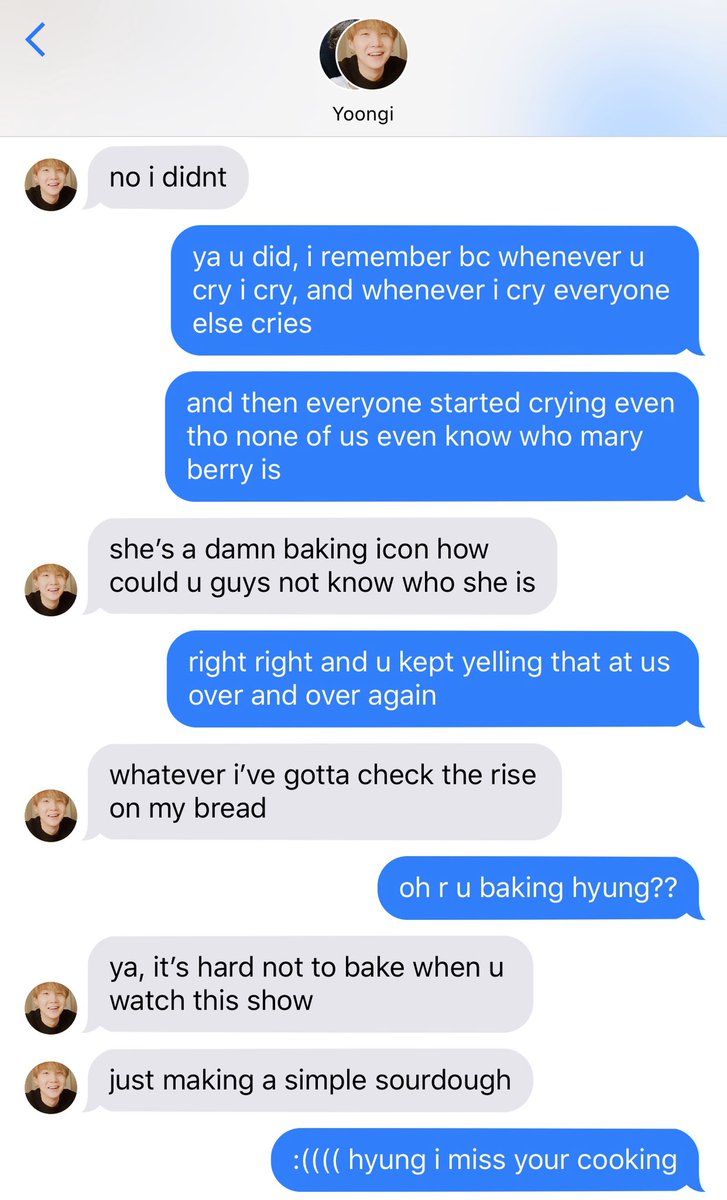 Yoongi
no i didnt
ya u did, i remember bc whenever u
cry i cry, and whenever i cry everyone
else cries
and then everyone started crying even
tho none of us even know who mary
berry is
she’s a damn baking icon how
could u guys not know who she is
right right and u kept yelling that at us
over and over again
whatever i’ve gotta check the rise
on my bread
oh r u baking hyung??
ya, it’s hard not to bake when u
watch this show
just making a simple sourdough
:(((( hyung i miss your cooking